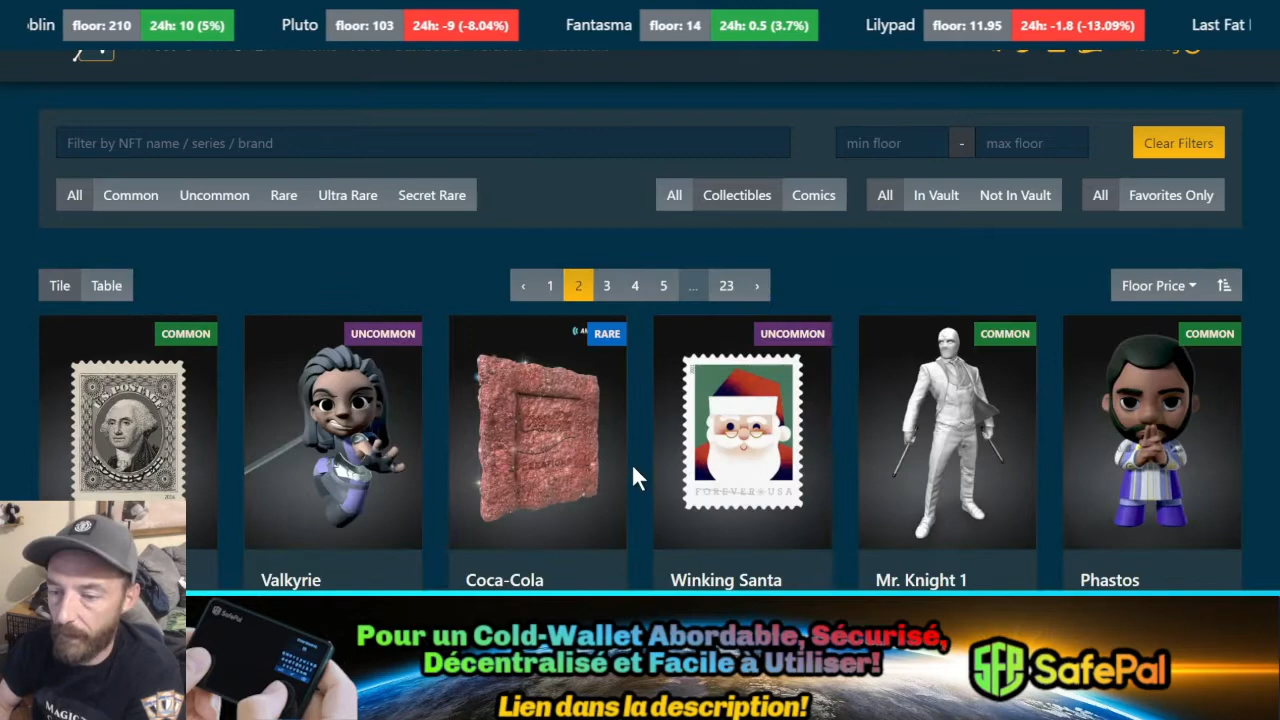 blin floor: 210 24h: 10 (5%) Pluto floor: 103 24h: -9 (-8.04%) Fantasma floor: 14 24h: 0.5 (3.7%) Lilypad floor: 11.95 24h: -1.8 (-13.09%) Last Fat
Filter by NFT name / series / brand min floor - max floor Clear Filters
All Common Uncommon Rare Ultra Rare Secret Rare All Collectibles Comics All In Vault Not In Vault All Favorites Only
Tile Table ‹ 1 2 3 4 5 ... 23 › Floor Price
COMMON UNCOMMON RARE UNCOMMON COMMON COMMON
U.S. POSTAGE
FOREVER USA
Valkyrie Coca-Cola Winking Santa Mr. Knight 1 Phastos
SafePal
Pour un Cold-Wallet Abordable, Sécurisé,
Décentralisé et Facile à Utiliser!
SFP SafePal
Lien dans la description!